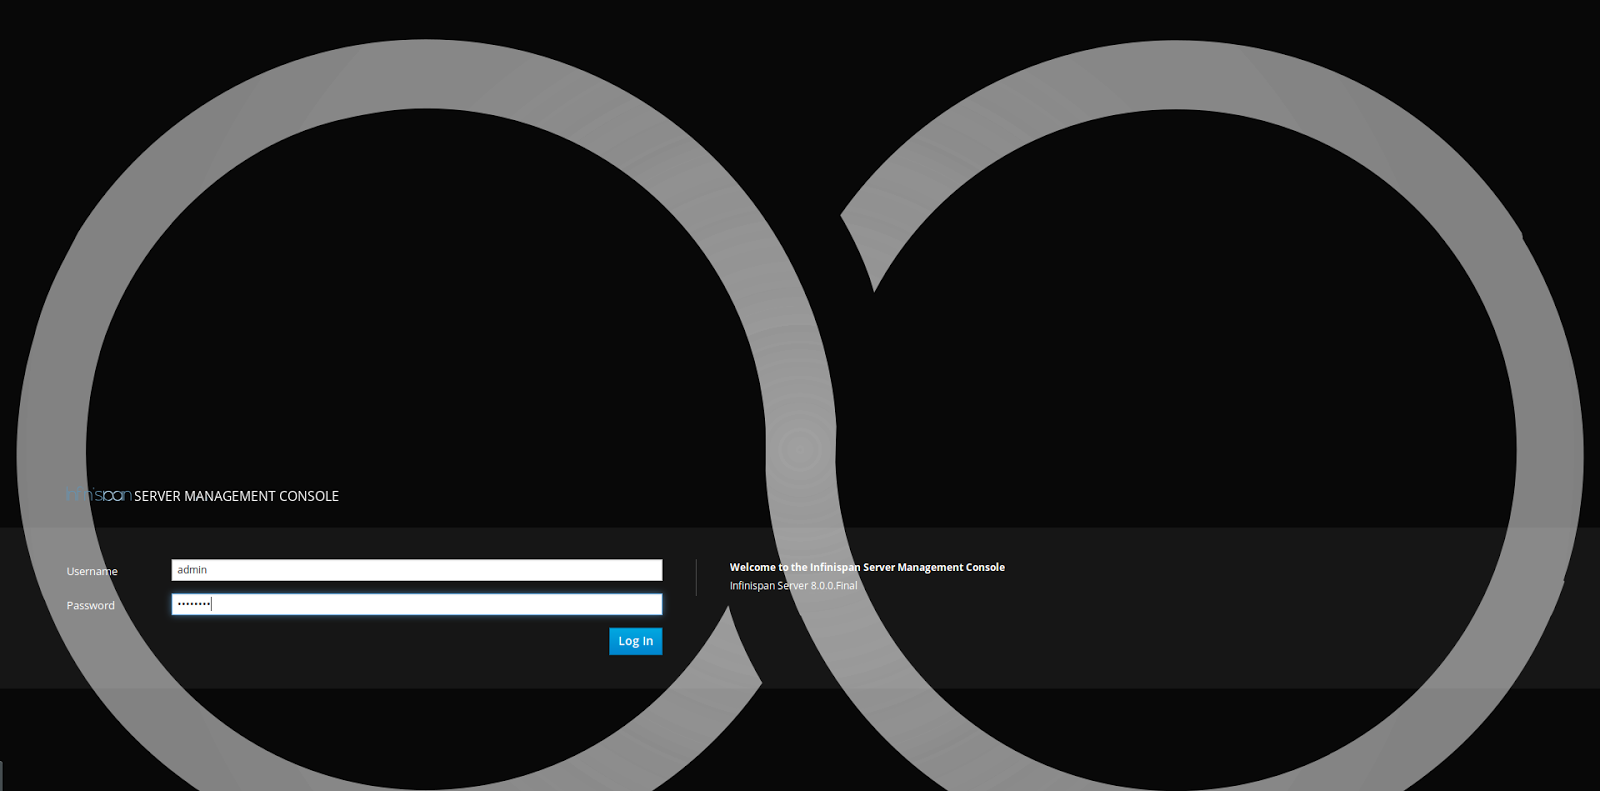 infinispan SERVER MANAGEMENT CONSOLE
Username
admin
Password
••••••••
Log In
Welcome to the Infinispan Server Management Console
Infinispan Server 8.0.0.Final